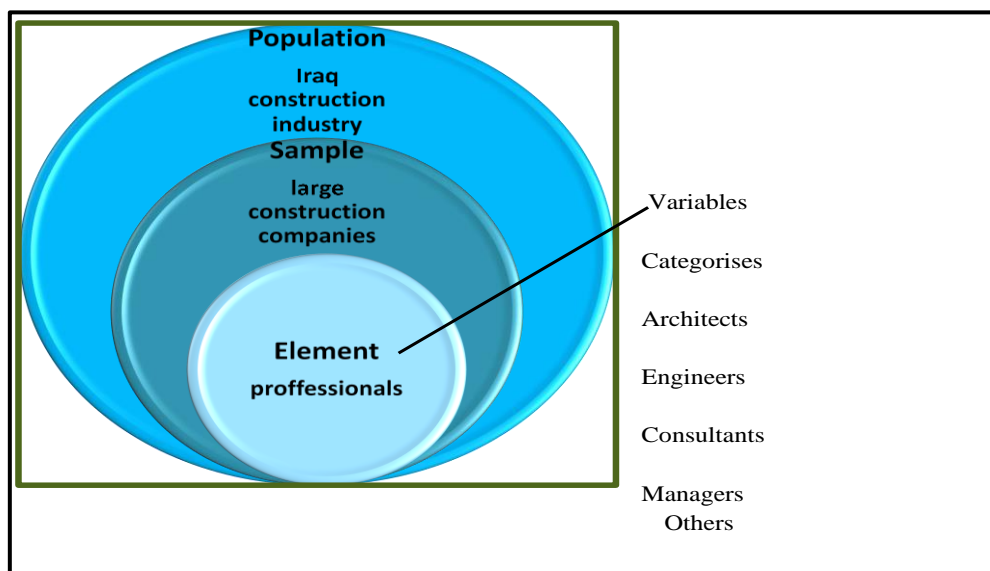 Population
Iraq
construction
industry
Sample
large
construction
companies
Element
proffessionals
Variables
Categorises
Architects
Engineers
Consultants
Managers
Others